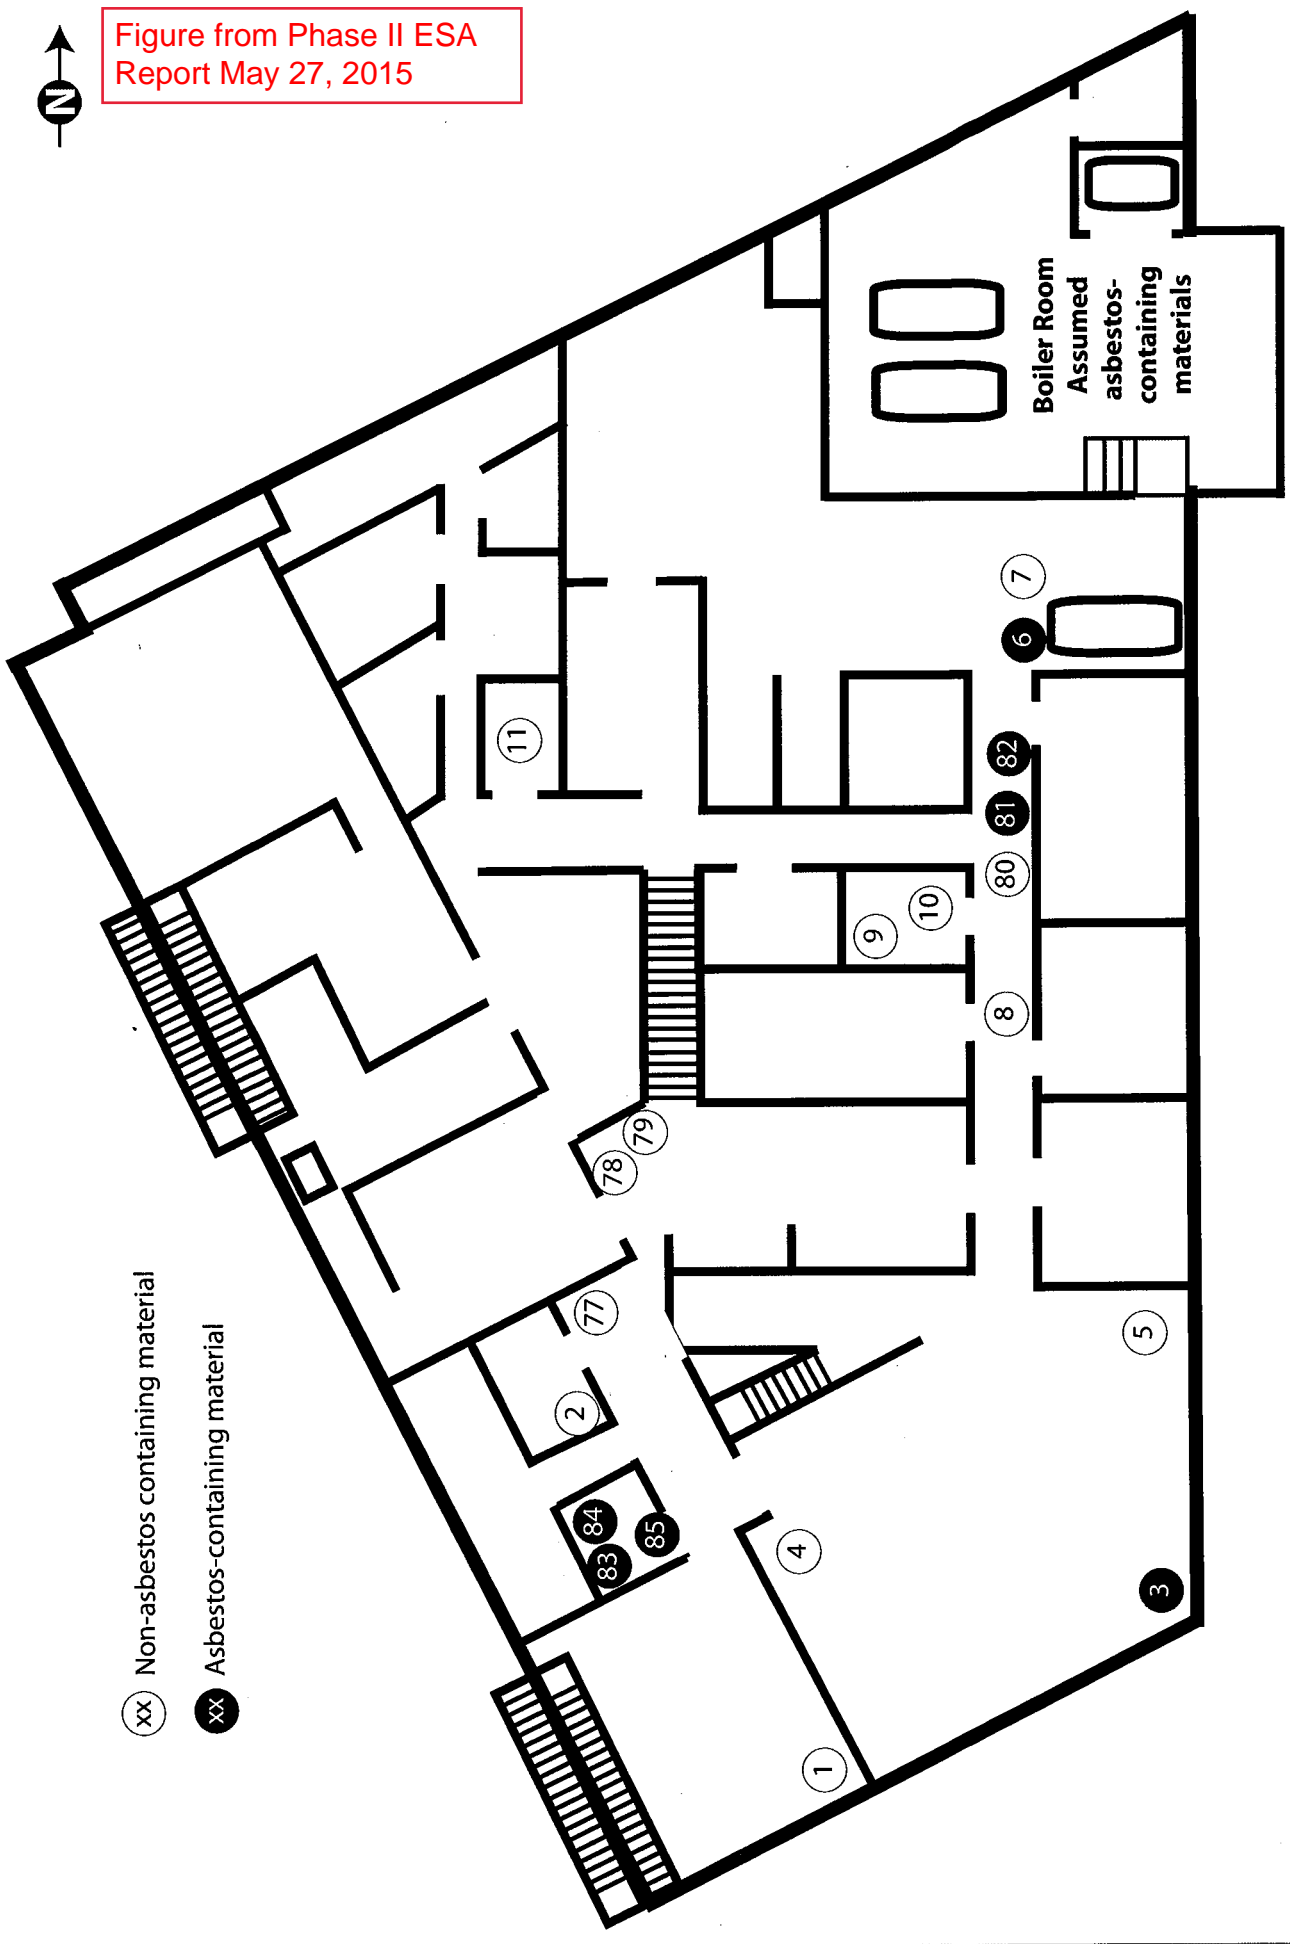 Figure from Phase II ESA
Report May 27, 2015
N
xx Non-asbestos containing material
xx Asbestos-containing material
Boiler Room
Assumed
asbestos-
containing
materials
7
6
11
82
81
80
10
9
8
79
78
77
5
2
84
85
83
4
3
1